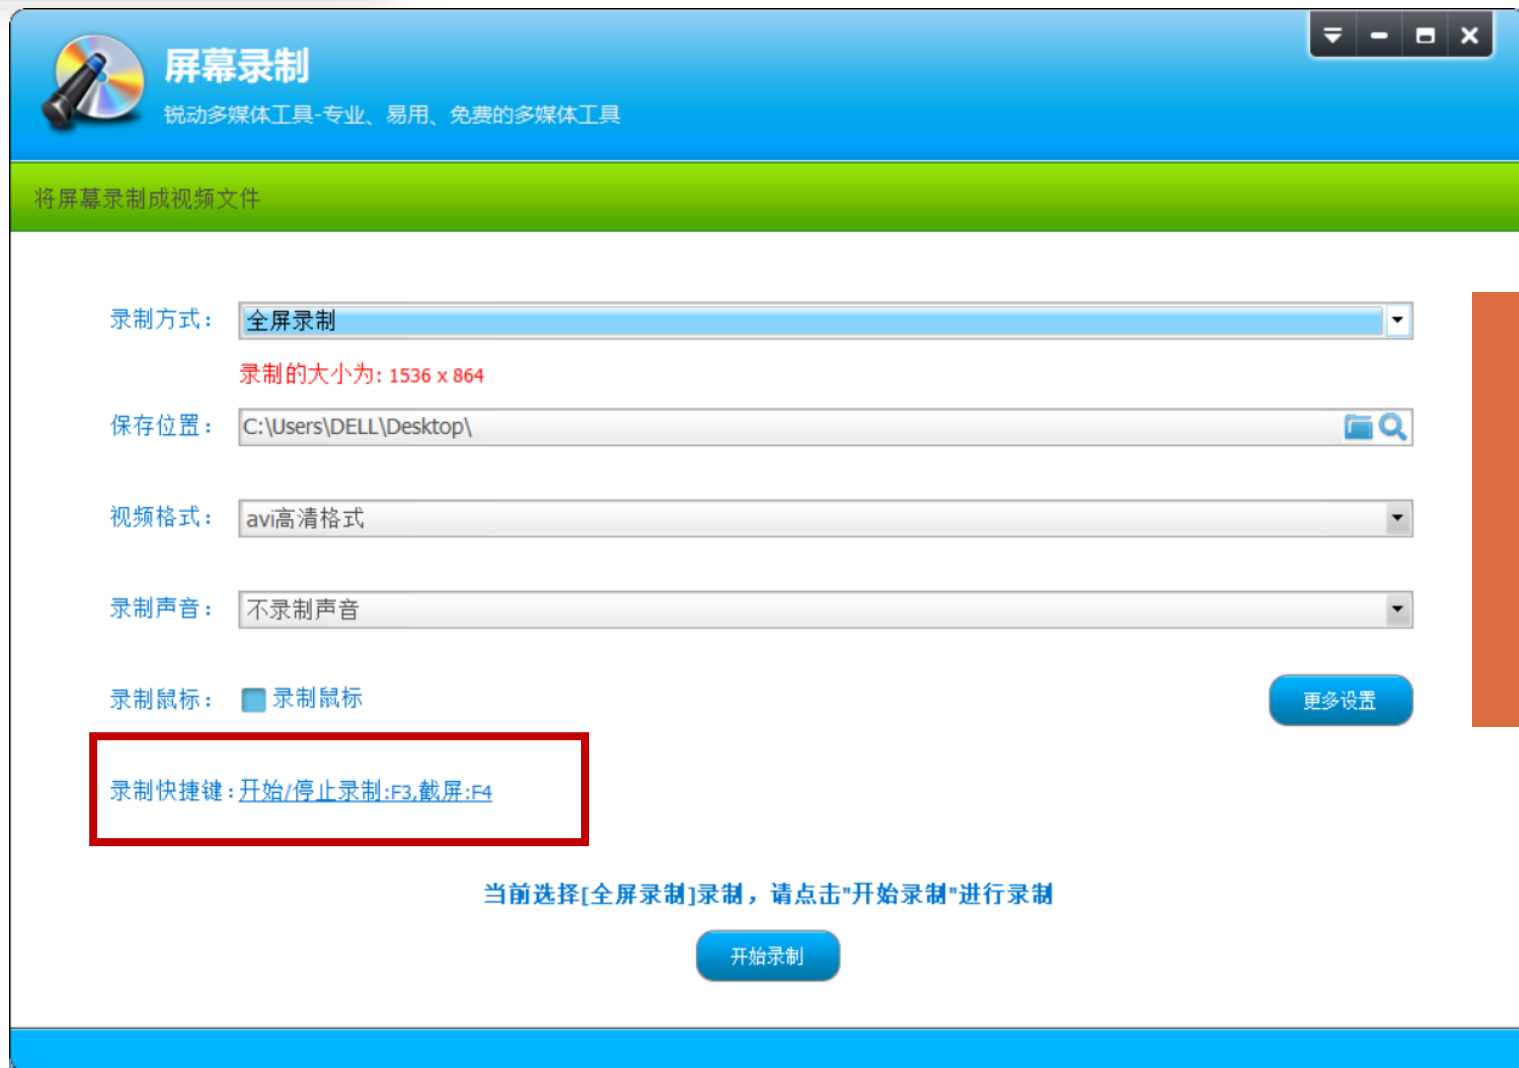 屏幕录制
锐动多媒体工具-专业、易用、免费的多媒体工具
将屏幕录制成视频文件
录制方式： 全屏录制
录制的大小为: 1536 x 864
保存位置： C:\Users\DELL\Desktop\
视频格式： avi高清格式
录制声音： 不录制声音
录制鼠标： 录制鼠标 更多设置
录制快捷键：开始/停止录制:F3,截屏:F4
当前选择[全屏录制]录制，请点击"开始录制"进行录制
开始录制